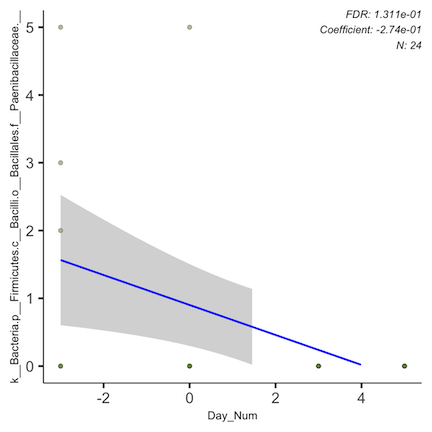 FDR: 1.311e-01
Coefficient: -2.74e-01
N: 24
k__Bacteria.p__Firmicutes.c__Bacilli.o__Bacillales.f__Paenibacillaceae.__
5
4
3
2
1
0
-2 0 2 4
Day_Num